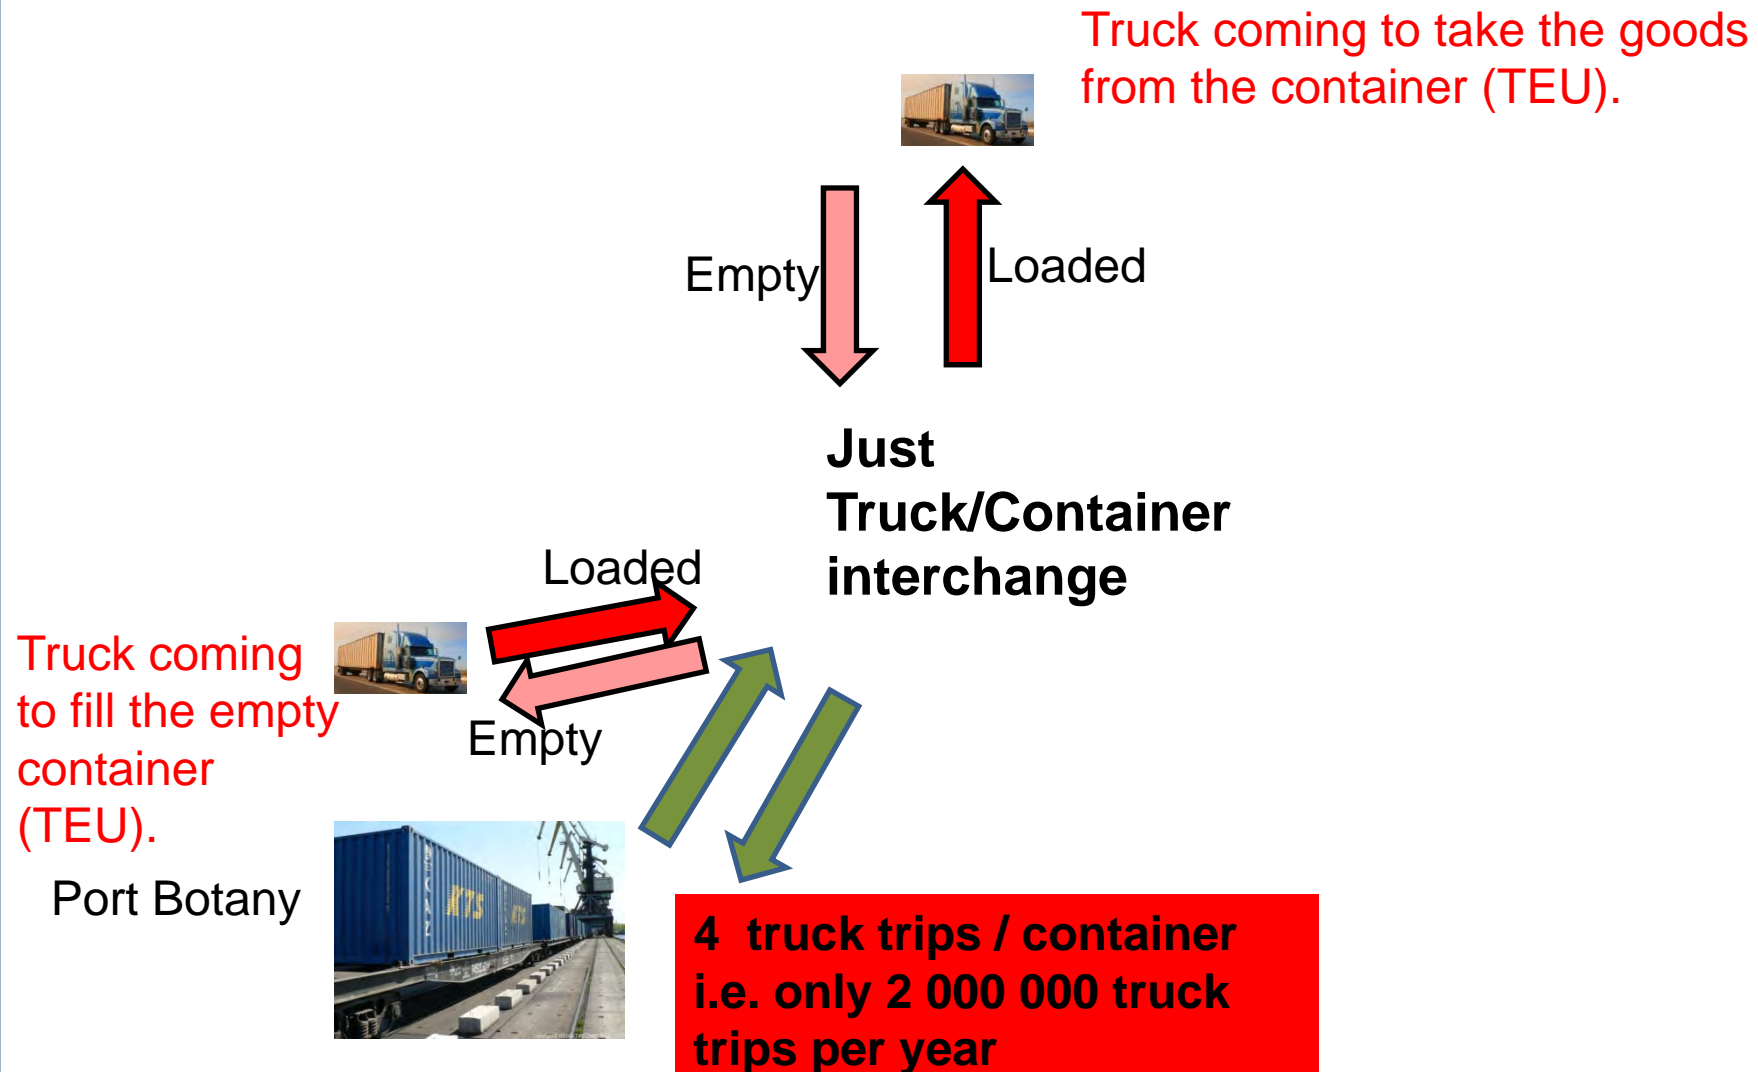 Truck coming to take the goods
from the container (TEU).
Empty
Loaded
Just
Truck/Container
interchange
Loaded
Truck coming
to fill the empty
container
(TEU).
Empty
Port Botany
KTS
KTS
4 truck trips / container
i.e. only 2 000 000 truck
trips per year